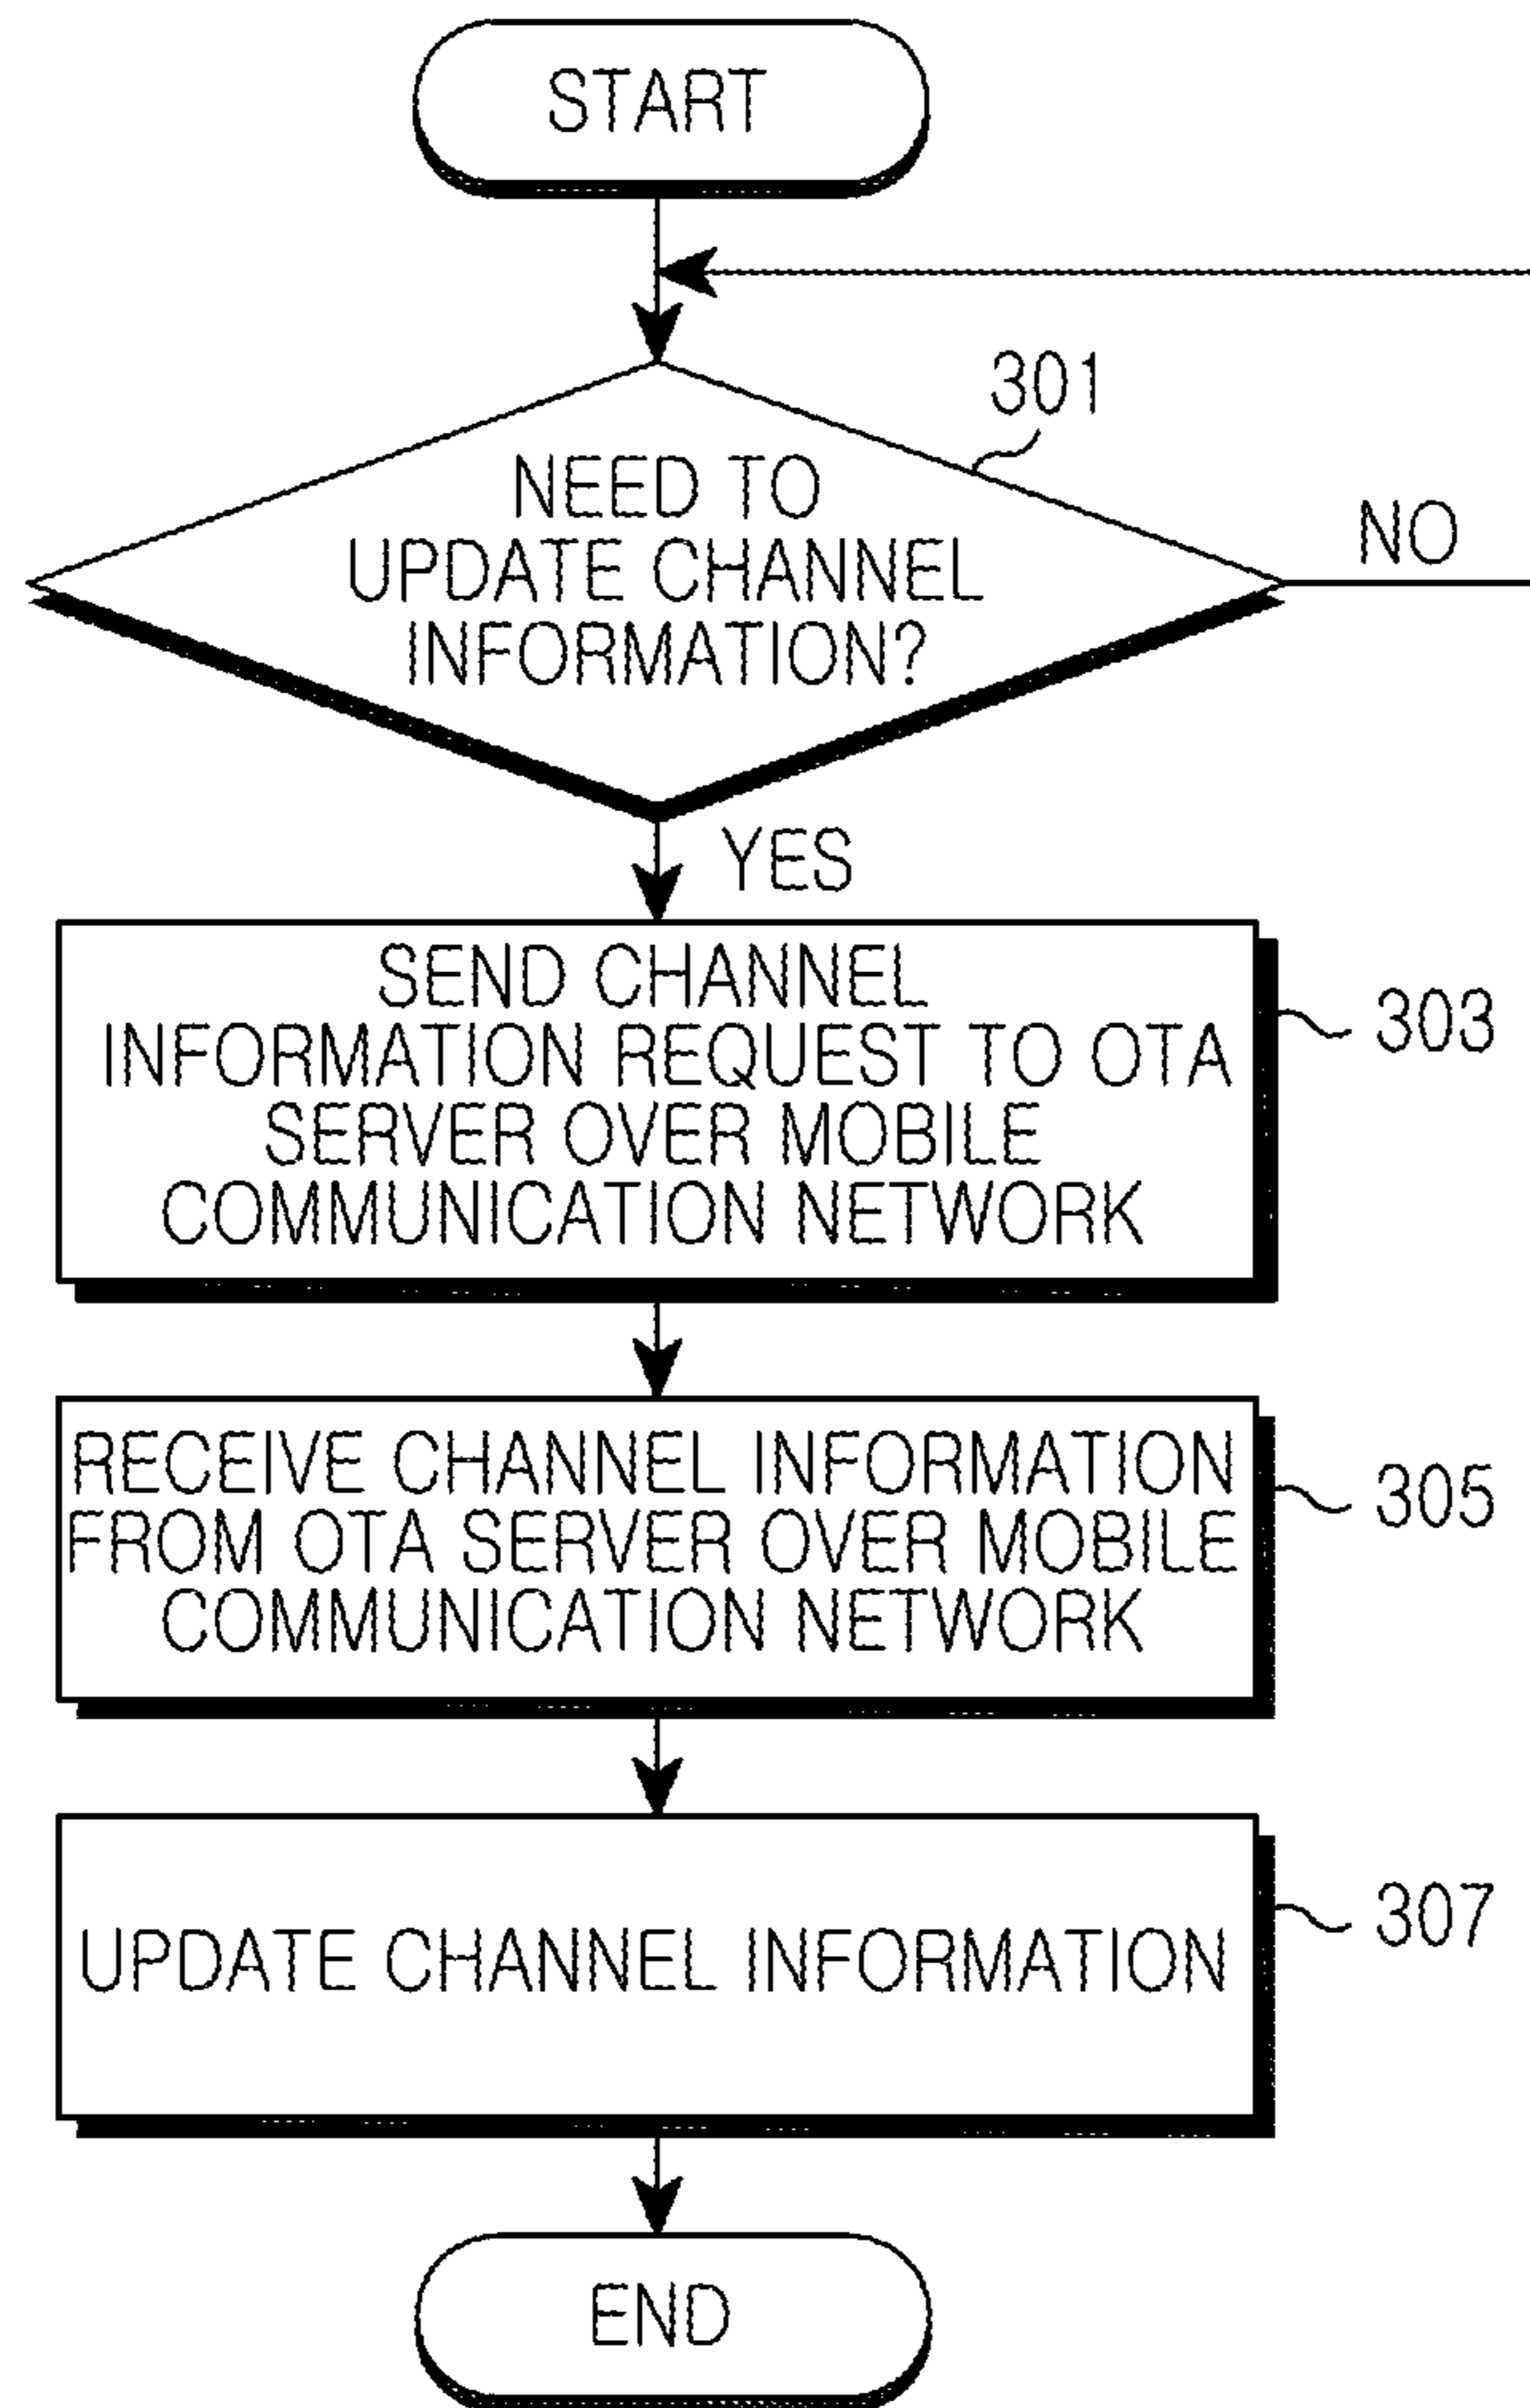 START
301
NEED TO
UPDATE CHANNEL
INFORMATION?
NO
YES
SEND CHANNEL
INFORMATION REQUEST TO OTA
SERVER OVER MOBILE
COMMUNICATION NETWORK
303
RECEIVE CHANNEL INFORMATION
FROM OTA SERVER OVER MOBILE
COMMUNICATION NETWORK
305
UPDATE CHANNEL INFORMATION
307
END